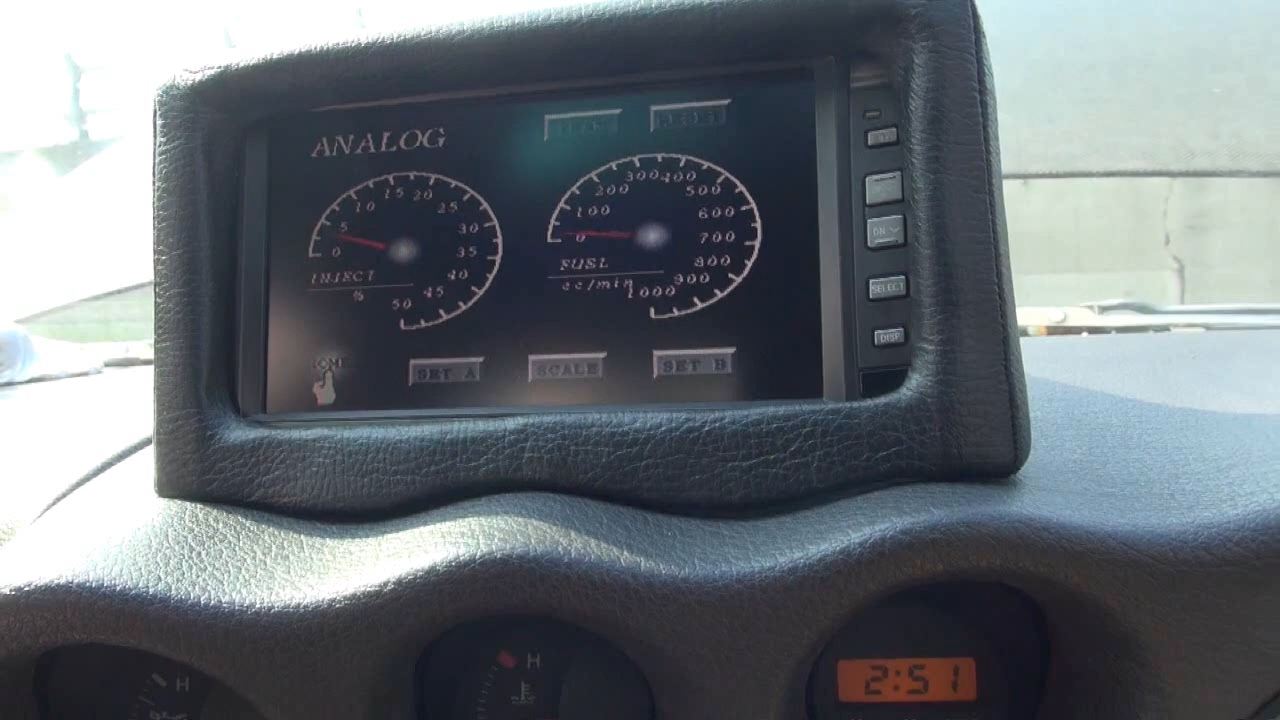 ANALOG
0 5 10 15 20 25 30 35 40 45 50
INJECT
%
0 100 200 300 400 500 600 700 800 900 1000
FUEL
cc/min
SET A SCALE SET B
ON
SELECT
DISP
H
H
2:51